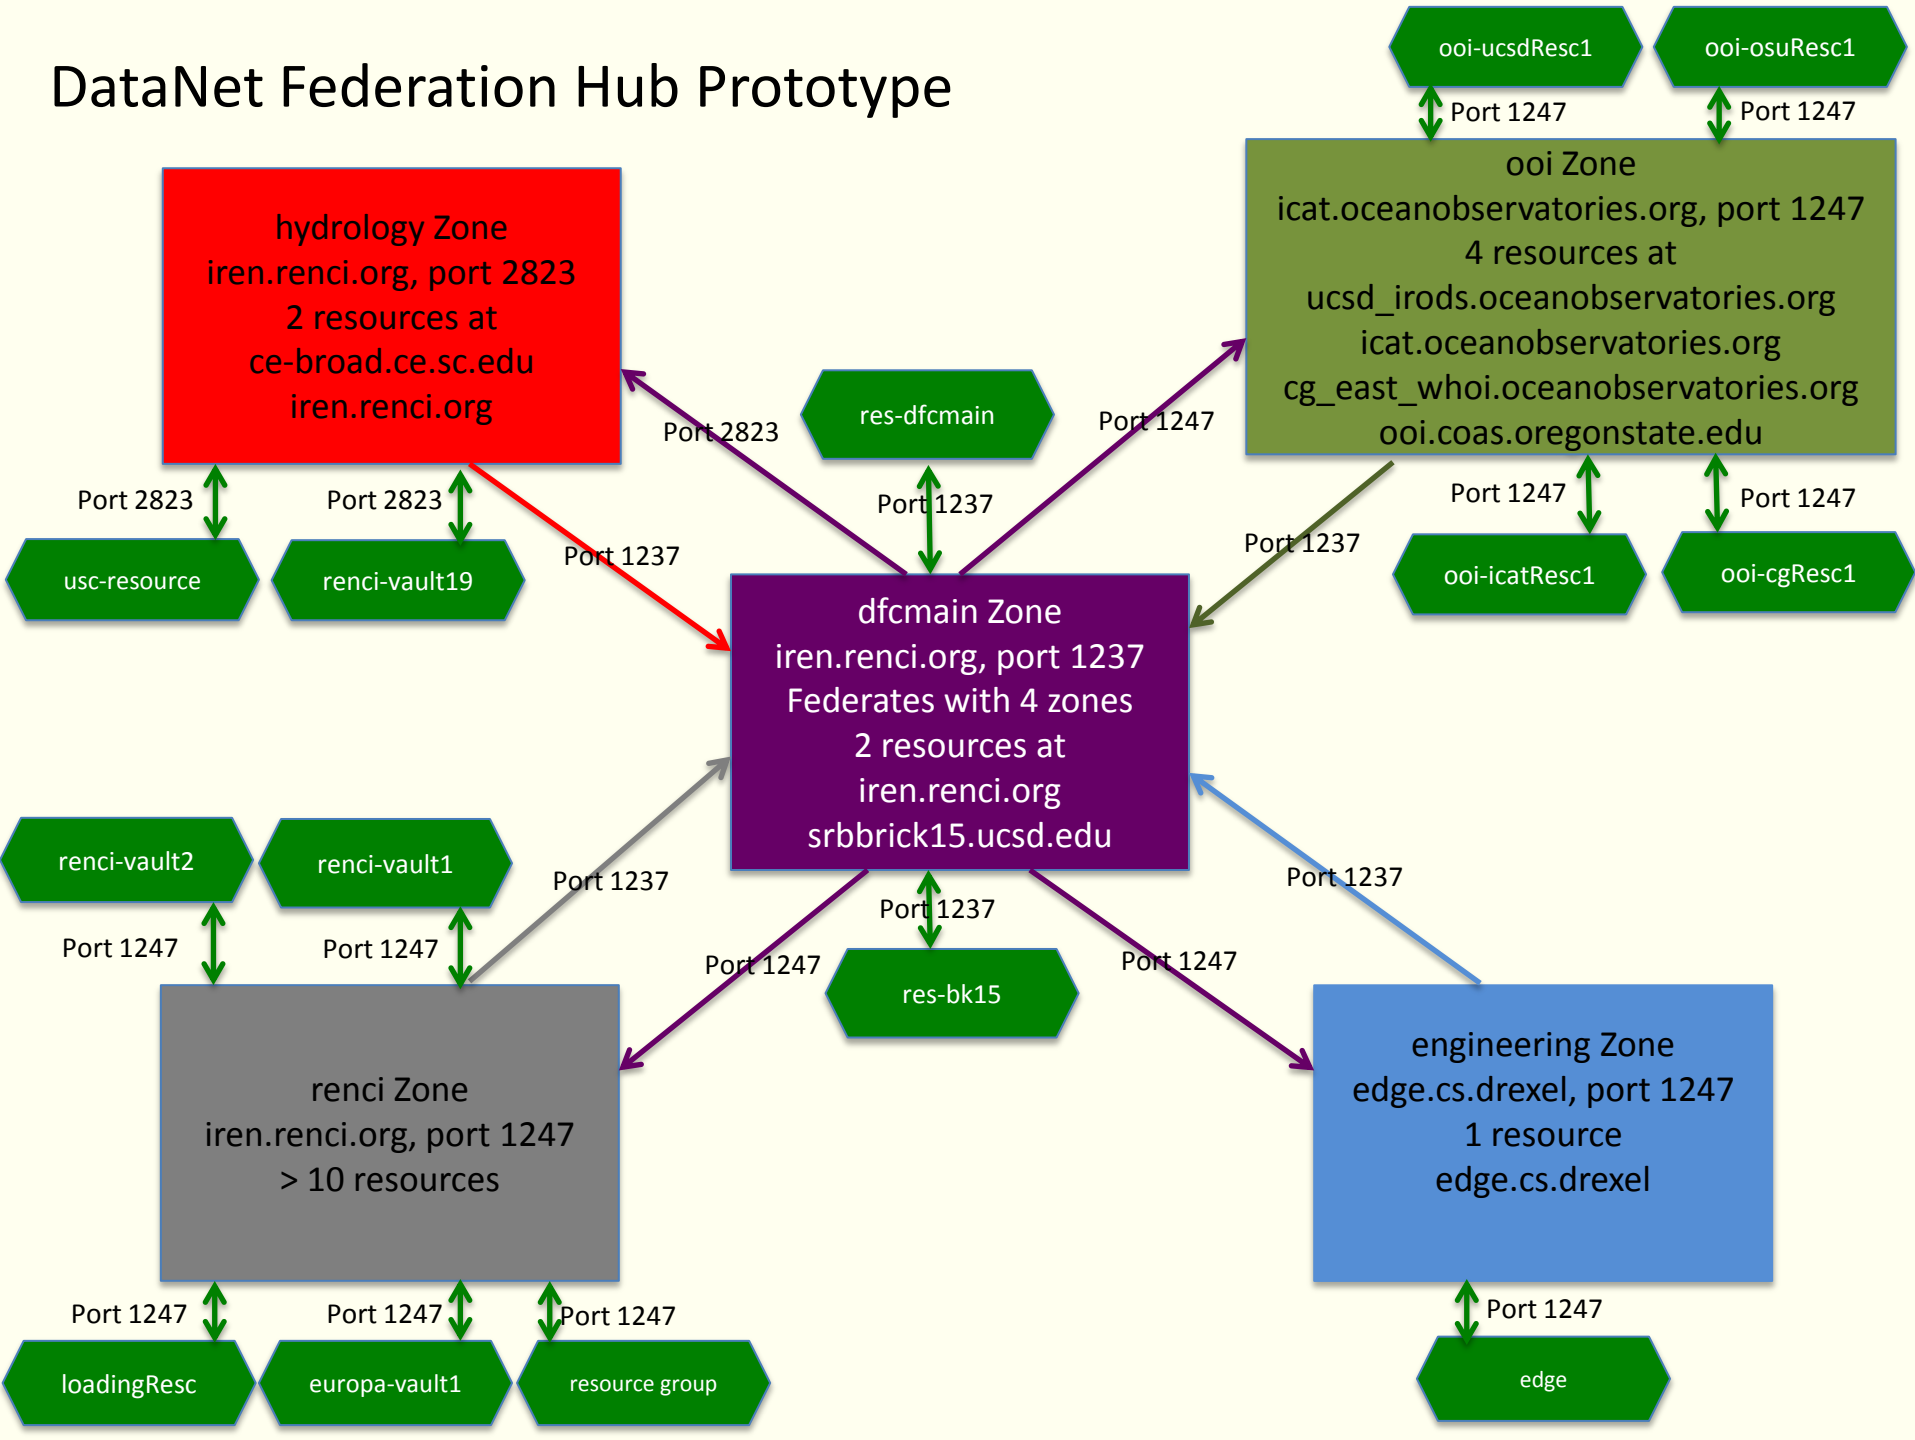 DataNet Federation Hub Prototype
ooi-ucsdResc1
ooi-osuResc1
Port 1247
Port 1247
hydrology Zone
iren.renci.org, port 2823
2 resources at
ce-broad.ce.sc.edu
iren.renci.org
ooi Zone
icat.oceanobservatories.org, port 1247
4 resources at
ucsd_irods.oceanobservatories.org
icat.oceanobservatories.org
cg_east_whoi.oceanobservatories.org
ooi.coas.oregonstate.edu
res-dfcmain
Port 2823
Port 1247
Port 2823
Port 2823
Port 1237
Port 1247
Port 1247
Port 1237
Port 1237
usc-resource
renci-vault19
ooi-icatResc1
ooi-cgResc1
dfcmain Zone
iren.renci.org, port 1237
Federates with 4 zones
2 resources at
iren.renci.org
srbbrick15.ucsd.edu
renci-vault2
renci-vault1
Port 1237
Port 1237
Port 1237
Port 1247
Port 1247
Port 1247
Port 1247
res-bk15
renci Zone
iren.renci.org, port 1247
> 10 resources
engineering Zone
edge.cs.drexel, port 1247
1 resource
edge.cs.drexel
Port 1247
Port 1247
Port 1247
Port 1247
loadingResc
europa-vault1
resource group
edge